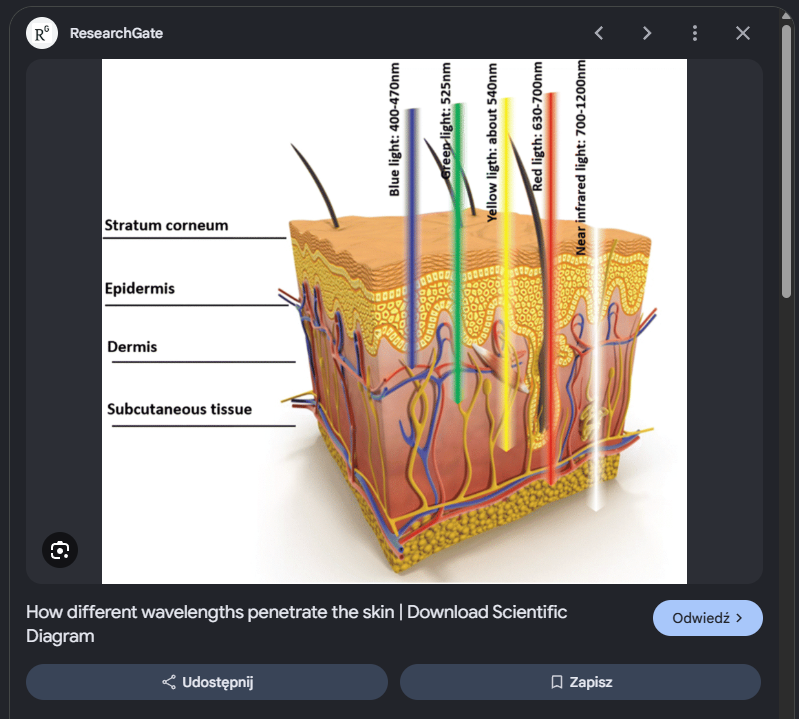 R^G
ResearchGate
Blue light: 400-470nm
Green light: 525nm
Yellow ligth: about 540nm
Red ligth: 630-700nm
Near infrared light: 700-1200nm
Stratum corneum
Epidermis
Dermis
Subcutaneous tissue
How different wavelengths penetrate the skin | Download Scientific
Diagram
Odwiedź
Udostępnij
Zapisz